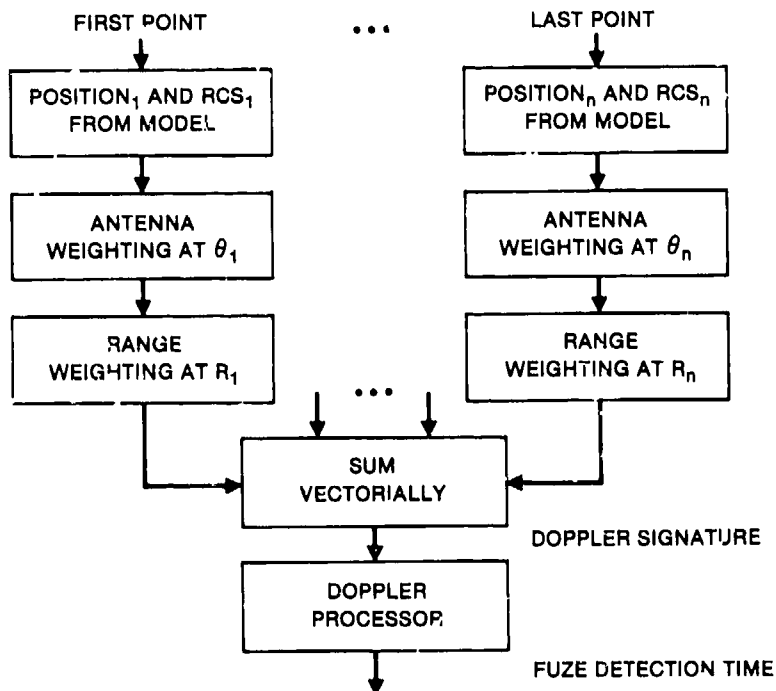 FIRST POINT
• • •
LAST POINT
POSITION₁ AND RCS₁
FROM MODEL
POSITIONₙ AND RCSₙ
FROM MODEL
ANTENNA
WEIGHTING AT θ₁
ANTENNA
WEIGHTING AT θₙ
RANGE
WEIGHTING AT R₁
RANGE
WEIGHTING AT Rₙ
• • •
SUM
VECTORIALLY
DOPPLER SIGNATURE
DOPPLER
PROCESSOR
FUZE DETECTION TIME